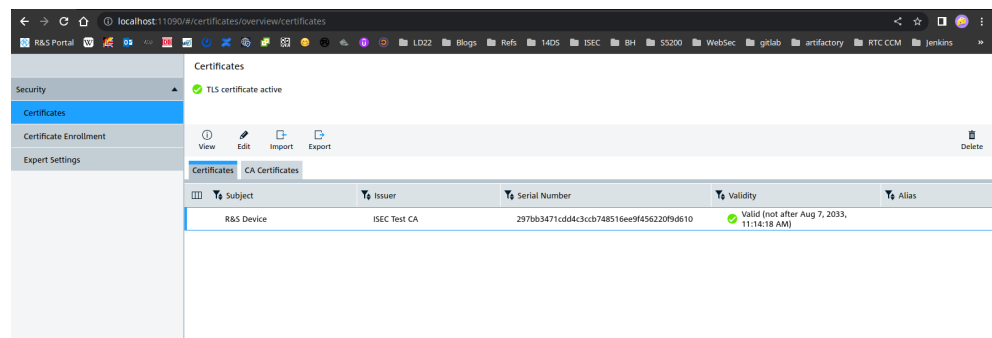 localhost:11090/#/certificates/overview/certificates
R&S Portal LD22 Blogs Refs 14DS ISEC BH S5200 WebSec gitlab artifactory RTC CCM Jenkins »
Certificates
Security
TLS certificate active
Certificates
Certificate Enrollment
Expert Settings
View Edit Import Export Delete
Certificates CA Certificates
Subject Issuer Serial Number Validity Alias
R&S Device ISEC Test CA 297bb3471cdd4c3ccb748516ee9f456220f9d610 Valid (not after Aug 7, 2033,
11:14:18 AM)